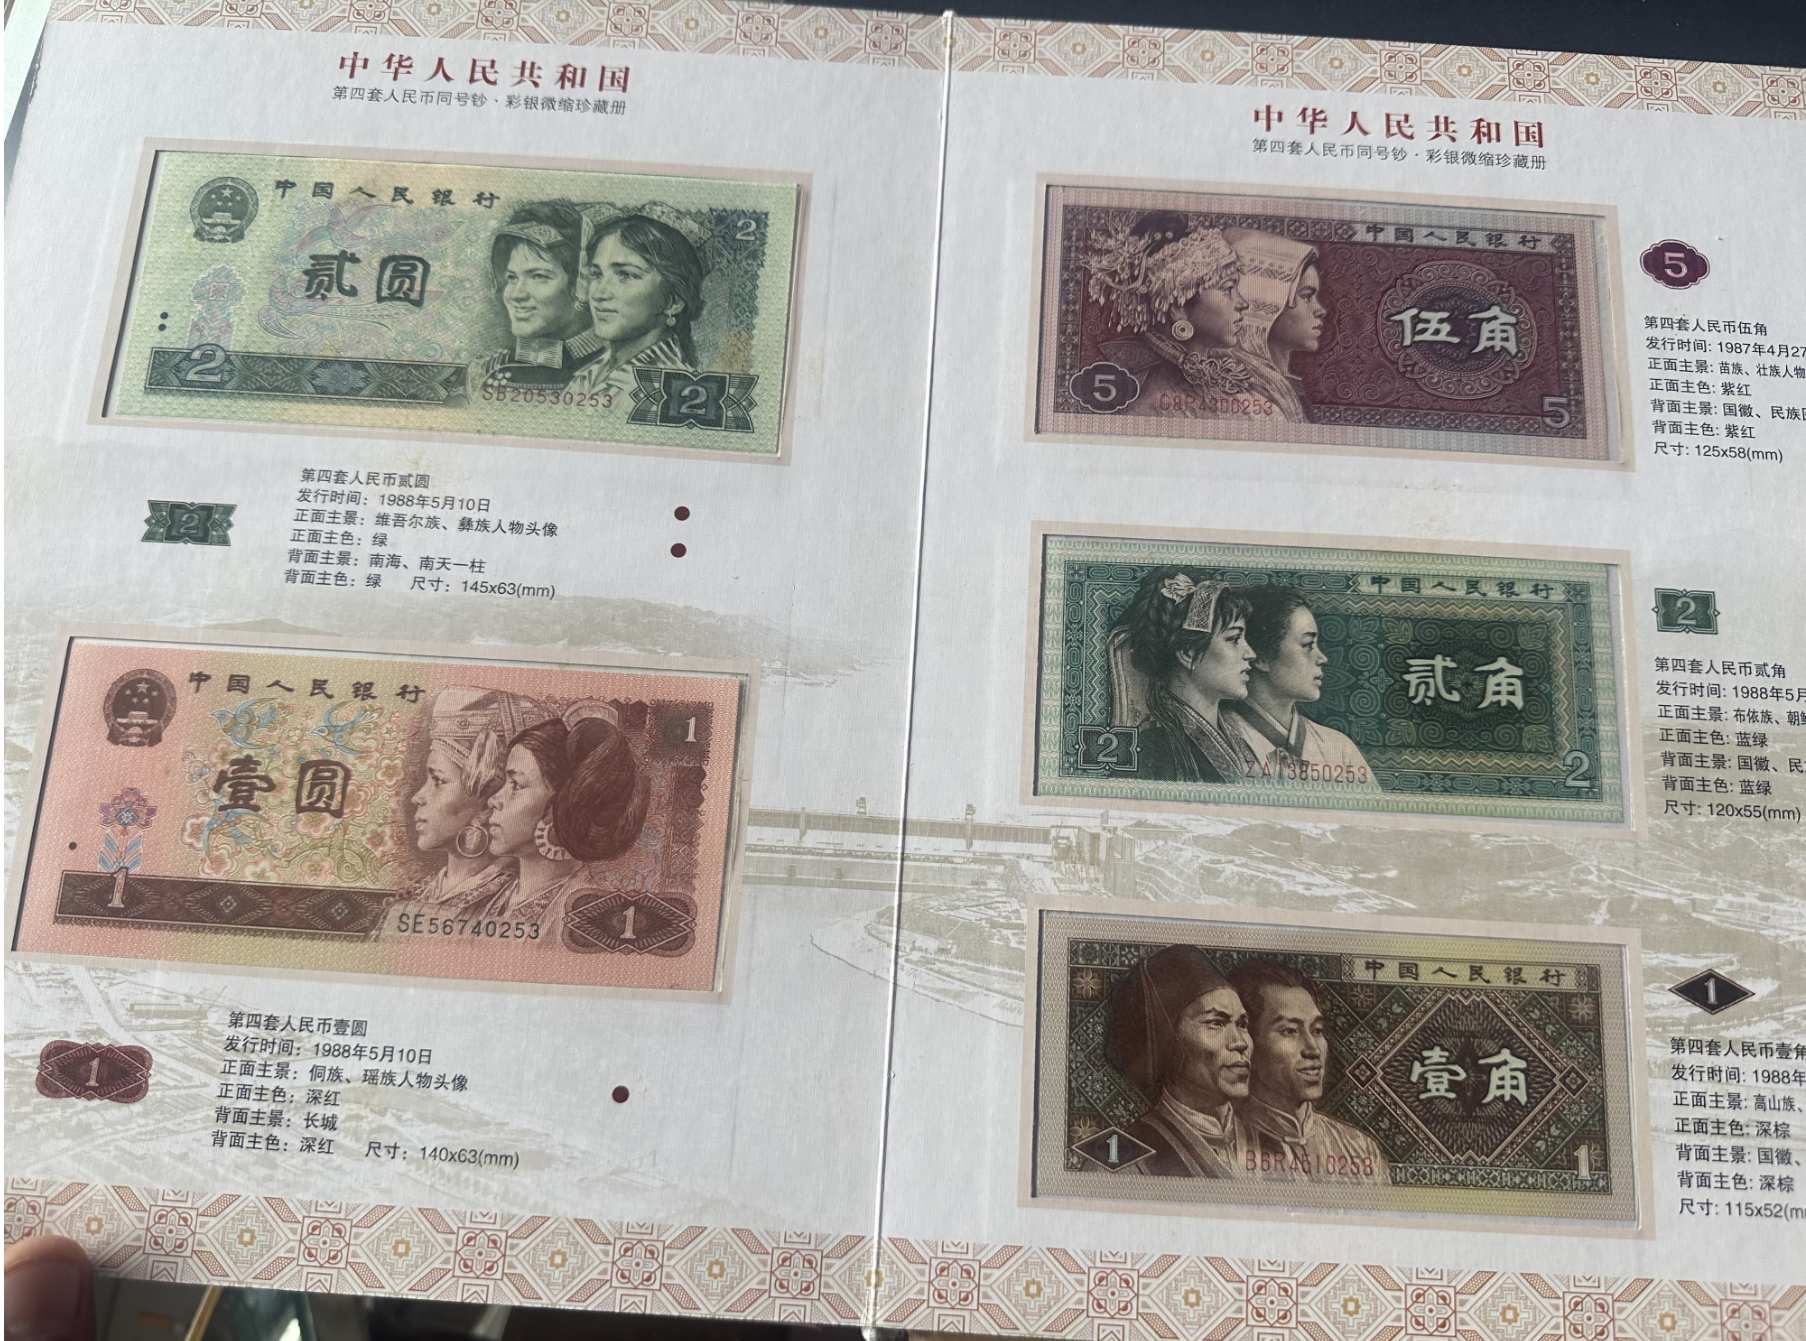 中华人民共和国
第四套人民币同号钞·彩银微缩珍藏册
中国人民银行
2
贰圆
2
SB20530253
2
2
第四套人民币贰圆
发行时间：1988年5月10日
正面主景：维吾尔族、彝族人物头像
正面主色：绿
背面主景：南海、南天一柱
背面主色：绿 尺寸：145x63(mm)
中国人民银行
1
壹圆
1
SE56740253
1
1
第四套人民币壹圆
发行时间：1988年5月10日
正面主景：侗族、瑶族人物头像
正面主色：深红
背面主景：长城
背面主色：深红 尺寸：140x63(mm)
中华人民共和国
第四套人民币同号钞·彩银微缩珍藏册
中国人民银行
伍角
5
5
5
第四套人民币伍角
发行时间: 1987年4月27
正面主景: 苗族、壮族人物
正面主色: 紫红
背面主景: 国徽、民族
背面主色: 紫红
尺寸: 125x58(mm)
中国人民银行
贰角
2
ZA13850253
2
2
第四套人民币贰角
发行时间: 1988年5月
正面主景: 布依族、朝
正面主色: 蓝绿
背面主景: 国徽、民
背面主色: 蓝绿
尺寸: 120x55(mm)
中国人民银行
壹角
1
1
1
第四套人民币壹角
发行时间: 1988年
正面主景: 高山族、
正面主色: 深棕
背面主景: 国徽、
背面主色: 深棕
尺寸: 115x52(m